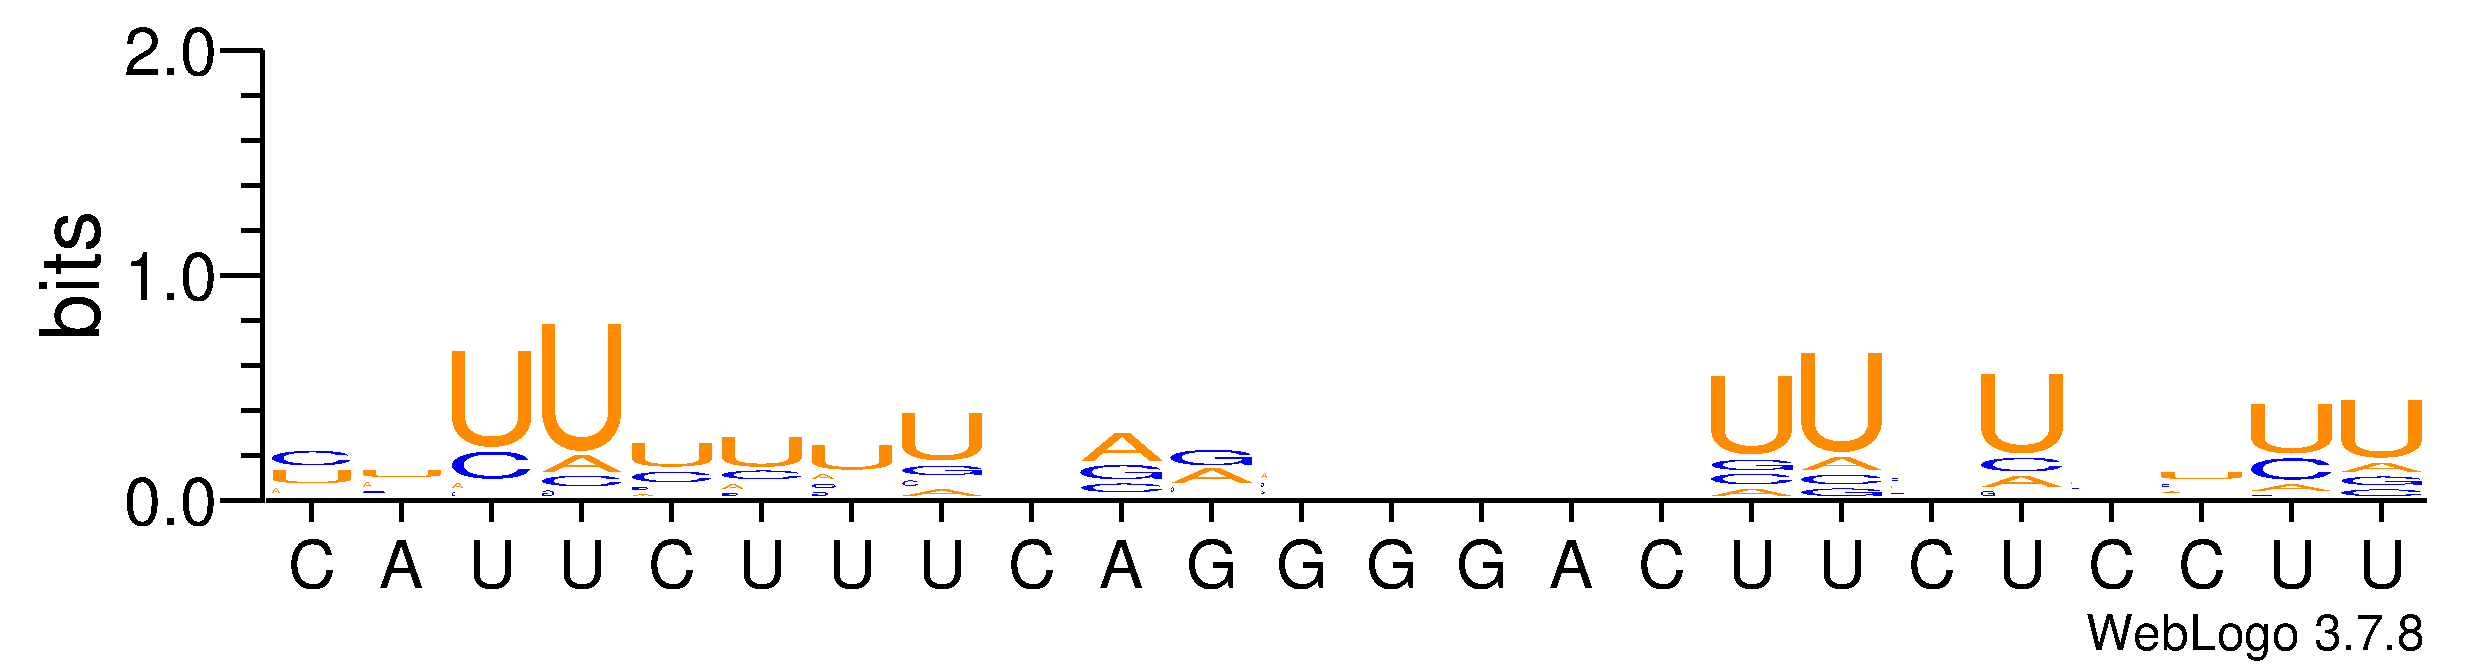 2.0
bits
1.0
0.0
C A U U C U U U C A G G G G A C U U C U C C U U
WebLogo 3.7.8